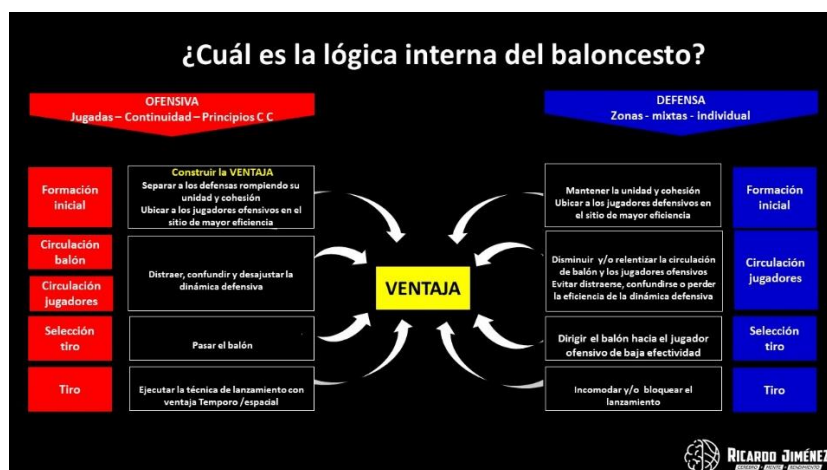 ¿Cuál es la lógica interna del baloncesto?
OFENSIVA
Jugadas – Continuidad – Principios C C
DEFENSA
Zonas - mixtas - individual
Formación
inicial
Construir la VENTAJA
Separar a los defensas rompiendo su
unidad y cohesión
Ubicar a los jugadores ofensivos en el
sitio de mayor eficiencia
Mantener la unidad y cohesión
Ubicar a los jugadores defensivos en
el sitio de mayor eficiencia
Formación
inicial
Circulación
balón
Circulación
jugadores
Distraer, confundir y desajustar la
dinámica defensiva
VENTAJA
Disminuir y/o relentizar la circulación
de balón y los jugadores ofensivos
Evitar distraerse, confundirse o perder
la eficiencia de la dinámica defensiva
Circulación
jugadores
Selección
tiro
Pasar el balón
Dirigir el balón hacia el jugador
ofensivo de baja efectividad
Selección
tiro
Tiro
Ejecutar la técnica de lanzamiento con
ventaja Temporo /espacial
Incomodar y/o bloquear el
lanzamiento
Tiro
RICARDO JIMÉNEZ
CEREBRO - MENTE - RENDIMIENTO